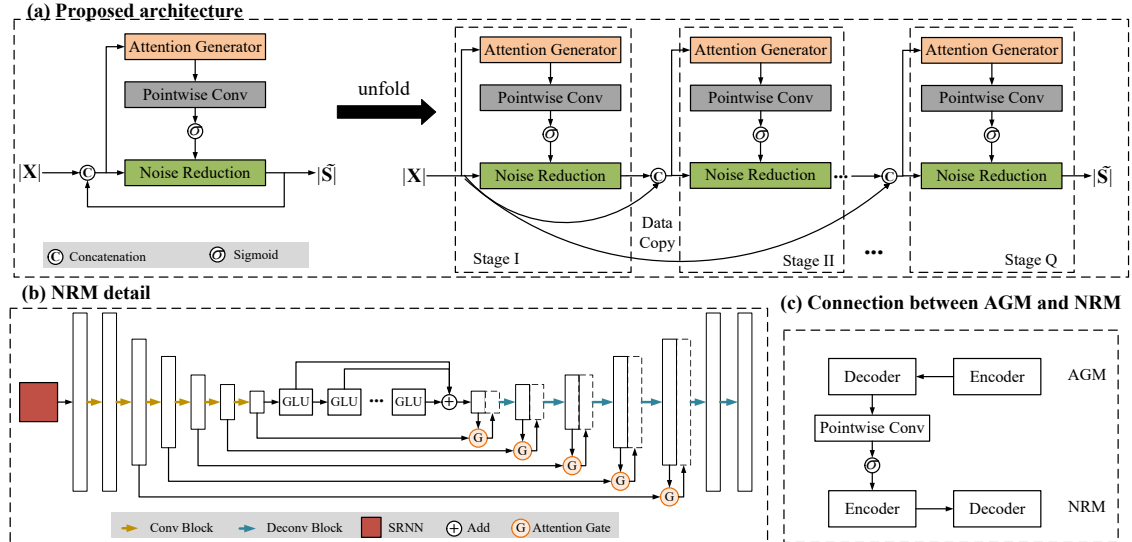 (a) Proposed architecture
Attention Generator
Pointwise Conv
σ
Noise Reduction
|X|
C
|S̃|
unfold
Attention Generator
Pointwise Conv
σ
Noise Reduction
|X|
C
Attention Generator
Pointwise Conv
σ
Noise Reduction
...
C
Attention Generator
Pointwise Conv
σ
Noise Reduction
|S̃|
Data
Copy
...
Stage I
Stage II
Stage Q
C Concatenation
σ Sigmoid
(b) NRM detail
GLU
GLU
...
GLU
+
G
G
G
G
G
Conv Block
Deconv Block
SRNN
+ Add
G Attention Gate
(c) Connection between AGM and NRM
Decoder
Encoder
AGM
Pointwise Conv
σ
Encoder
Decoder
NRM